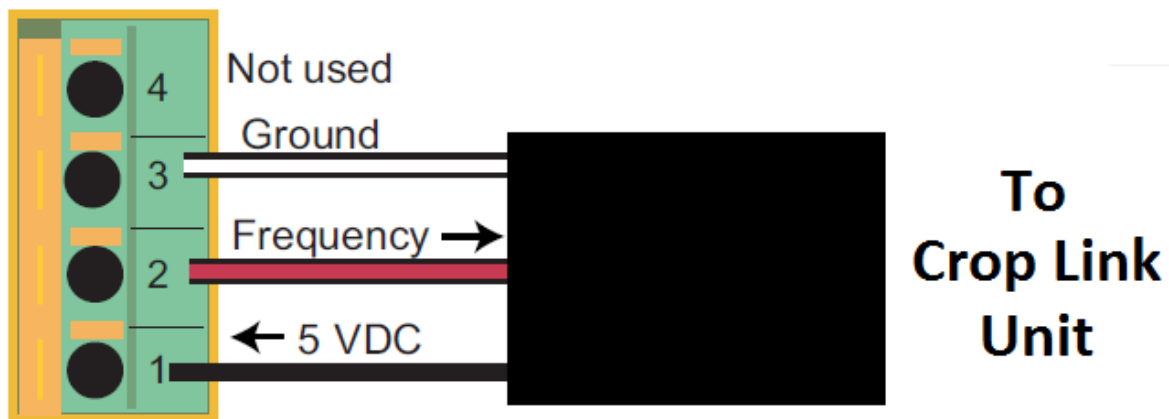 4 Not used
Ground
3
Frequency →
2
← 5 VDC
1
To
Crop Link
Unit